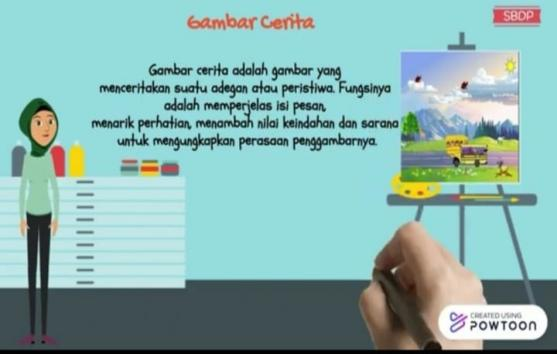 Gambar Cerita
SBDP
Gambar cerita adalah gambar yang
menceritakan suatu adegan atau peristiwa. Fungsinya
adalah memperjelas isi pesan,
menarik perhatian, menambah nilai keindahan dan sarana
untuk mengungkapkan perasaan penggambarnya.
CREATED USING
POWTOON